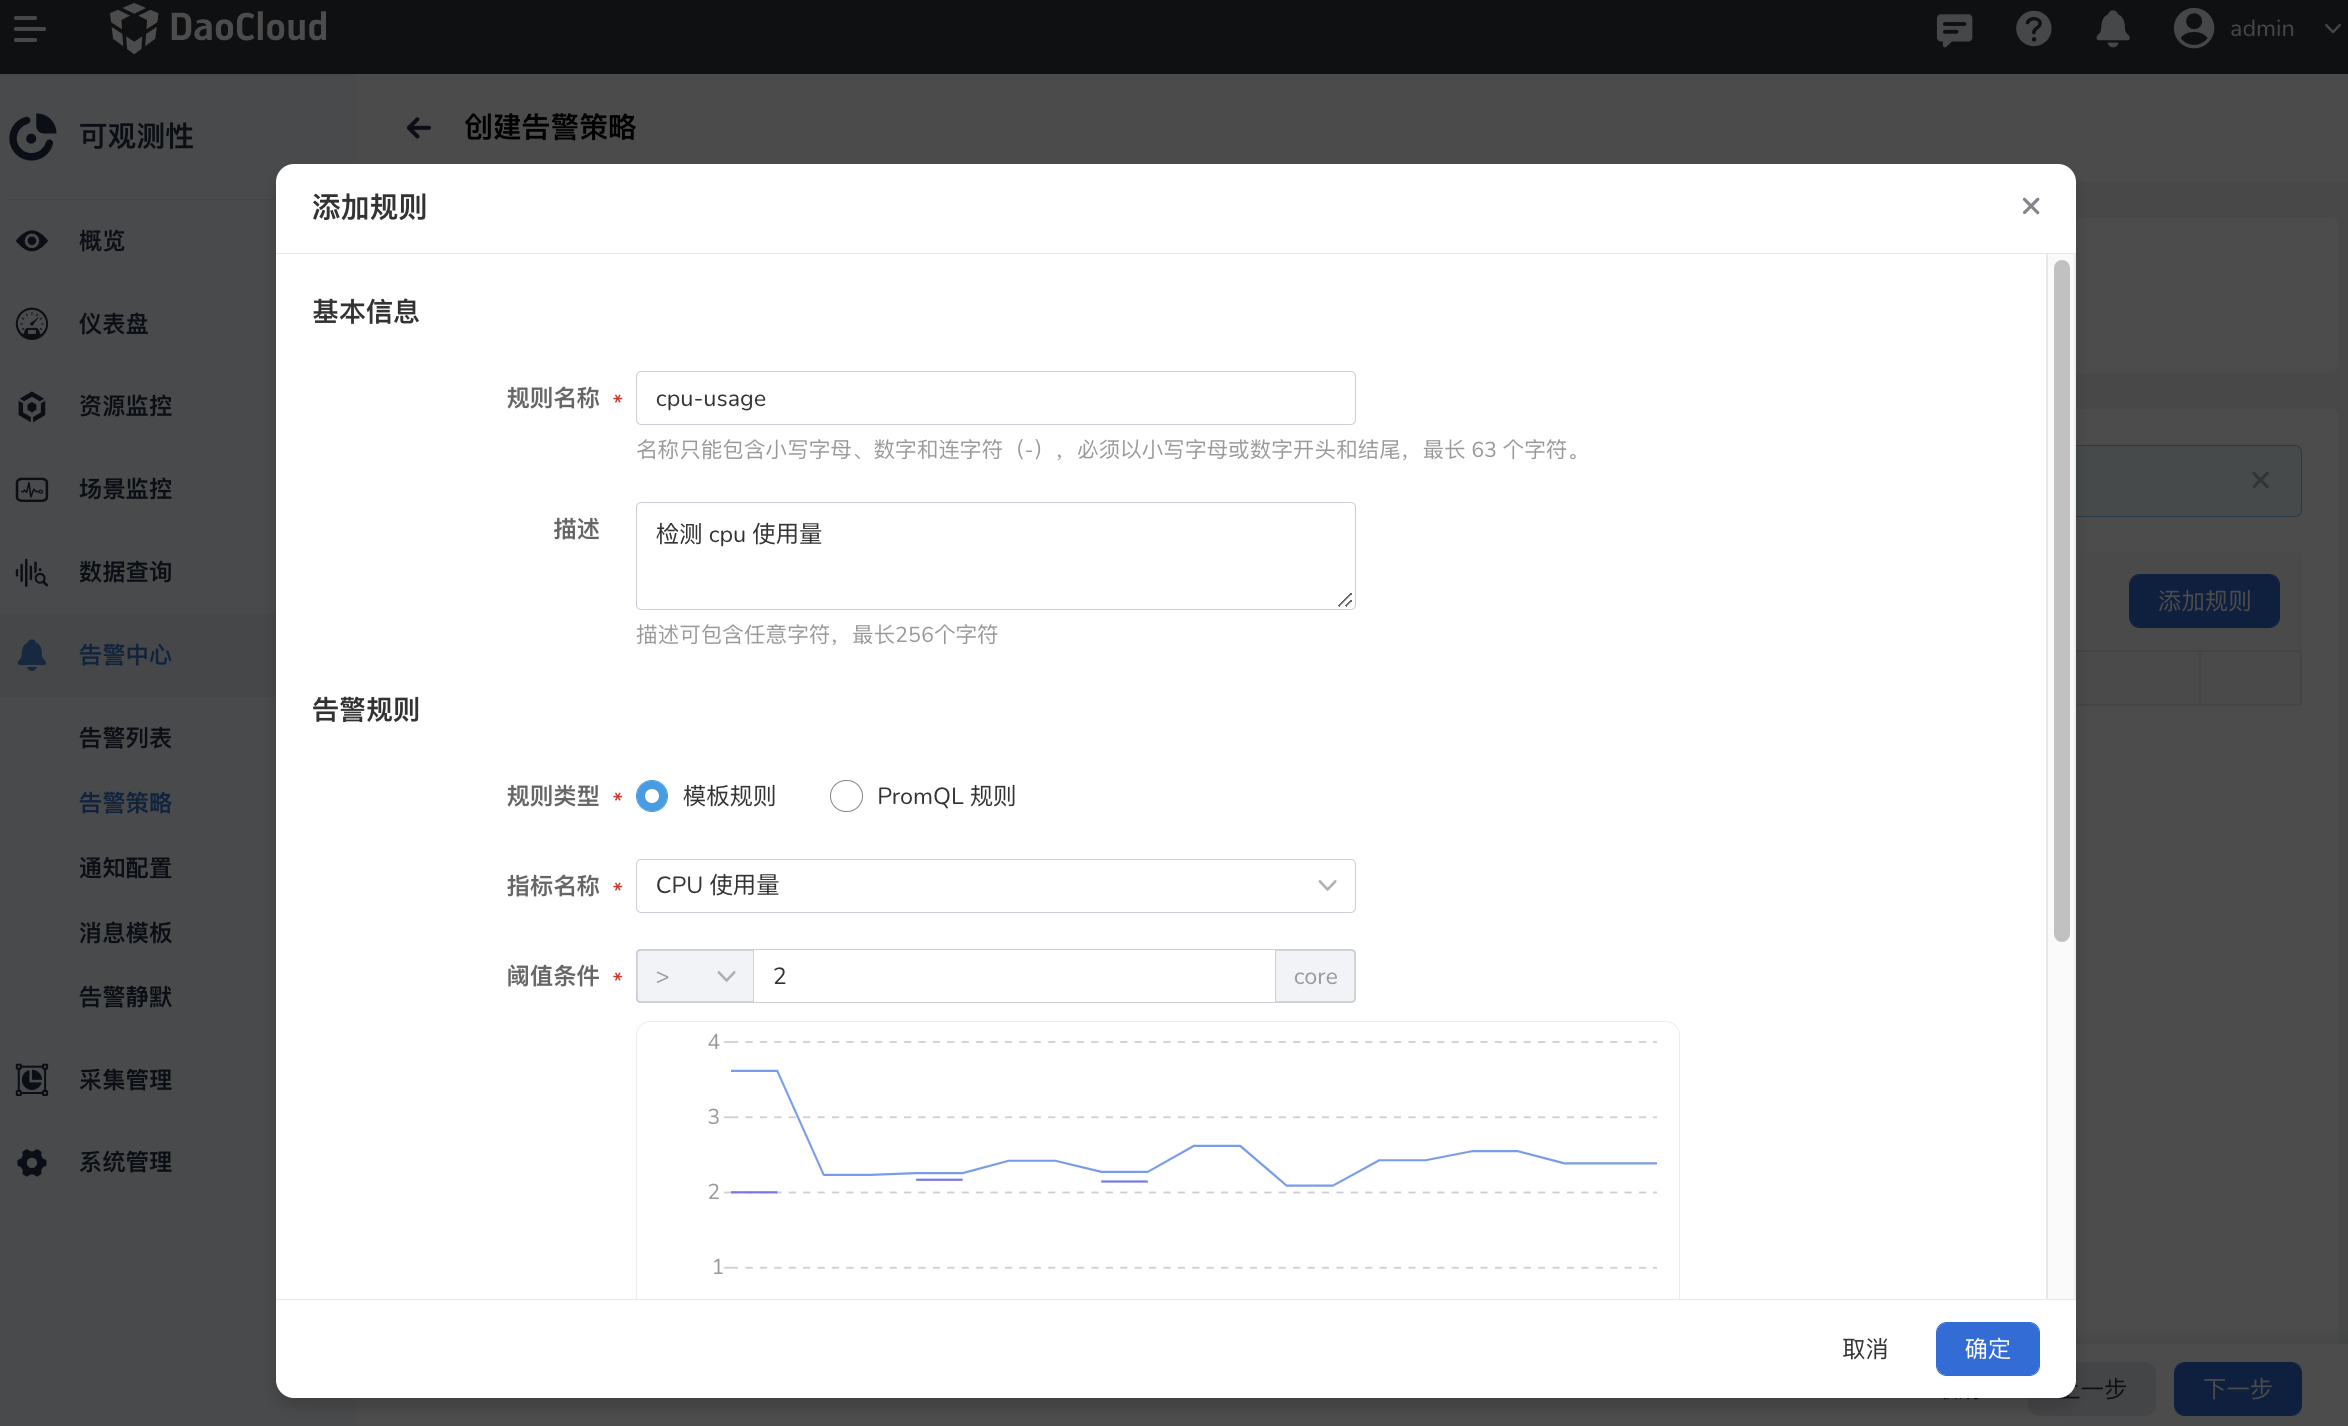 DaoCloud
admin
可观测性
创建告警策略
概览
仪表盘
资源监控
场景监控
数据查询
告警中心
告警列表
告警策略
通知配置
消息模板
告警静默
采集管理
系统管理
添加规则
基本信息
规则名称 *
cpu-usage
名称只能包含小写字母、数字和连字符（-），必须以小写字母或数字开头和结尾，最长 63 个字符。
描述
检测 cpu 使用量
描述可包含任意字符，最长256个字符
告警规则
规则类型 *
模板规则
PromQL 规则
指标名称 *
CPU 使用量
阈值条件 *
>
2
core
4
3
2
1
取消
确定
添加规则
一步
下一步